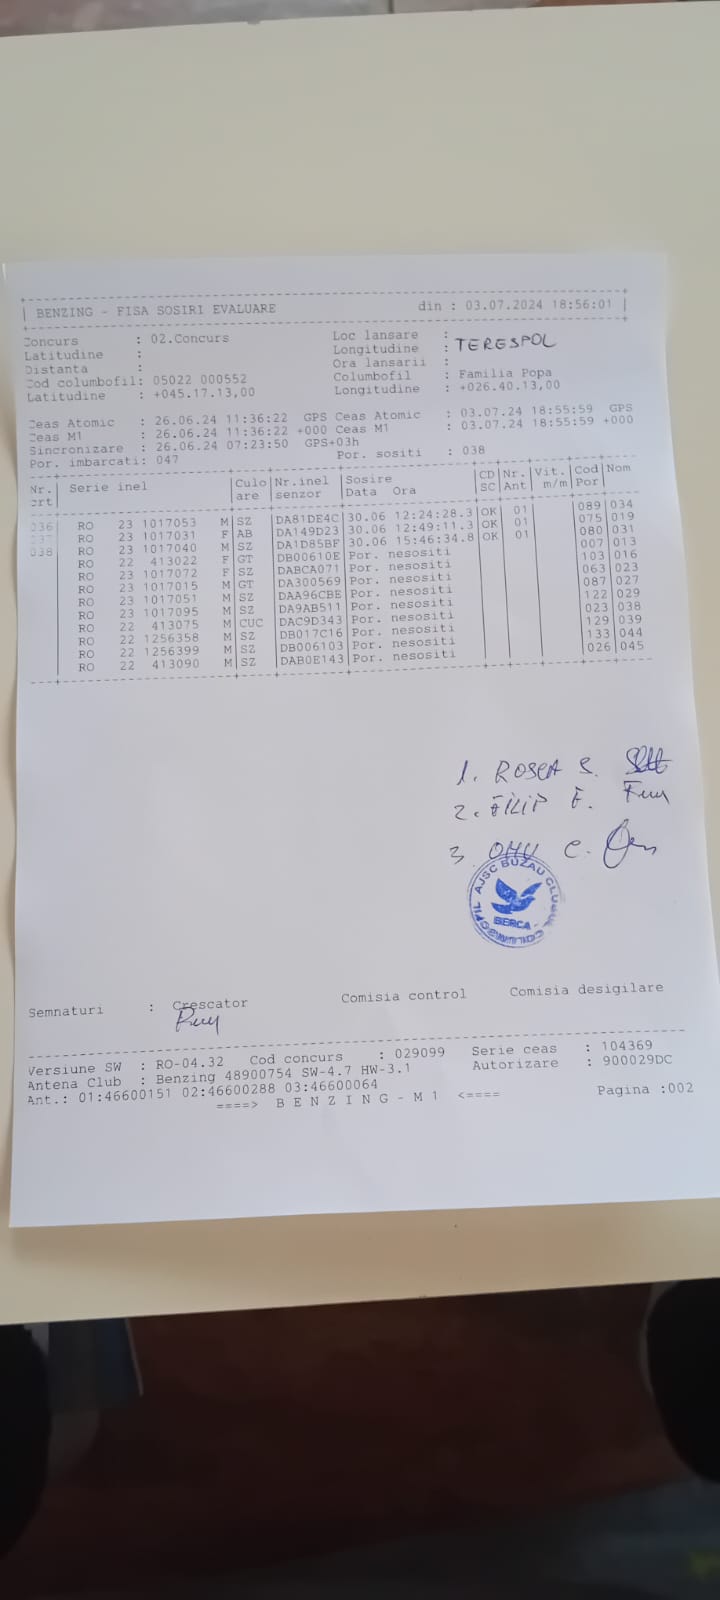 BENZING - FISA SOSIRI EVALUARE din : 03.07.2024 18:56:01
Concurs : 02.Concurs Loc lansare :
Latitudine : Longitudine : TERESPOL
Distanta : Ora lansarii :
Cod columbofil: 05022 000552 Columbofil : Familia Popa
Latitudine : +045.17.13,00 Longitudine : +026.40.13,00
Ceas Atomic : 26.06.24 11:36:22 GPS Ceas Atomic : 03.07.24 18:55:59 GPS
Ceas M1 : 26.06.24 11:36:22 +000 Ceas M1 : 03.07.24 18:55:59 +000
Sincronizare : 26.06.24 07:23:50 GPS+03h
Por. imbarcati: 047 Por. sositi : 038
Nr. Serie inel Culo Nr.inel Sosire CD Nr. Vit. Cod Nom
crt are senzor Data Ora SC Ant m/m Por
036 RO 23 1017053 M SZ DA81DE4C 30.06 12:24:28.3 OK 01 089 034
037 RO 23 1017031 F AB DA149D23 30.06 12:49:11.3 OK 01 075 019
038 RO 23 1017040 M SZ DA1D85BF 30.06 15:46:34.8 OK 01 080 031
RO 22 413022 F GT DB00610E Por. nesositi 007 013
RO 23 1017072 F SZ DABCA071 Por. nesositi 103 016
RO 23 1017015 M GT DA300569 Por. nesositi 063 023
RO 23 1017051 M SZ DAA96CBE Por. nesositi 087 027
RO 23 1017095 M SZ DA9AB511 Por. nesositi 122 029
RO 22 413075 M CUC DAC9D343 Por. nesositi 023 038
RO 22 1256358 M SZ DB017C16 Por. nesositi 129 039
RO 22 1256399 M SZ DB006103 Por. nesositi 133 044
RO 22 413090 M SZ DAB0E143 Por. nesositi 026 045
1. ROSCA S.
2. FILIP F.
3. OMU C.
AJSC BUZAU CLUBUL COLUMBOFIL
BERCA
Semnaturi : Crescator Comisia control Comisia desigilare
Versiune SW : RO-04.32 Cod concurs : 029099 Serie ceas : 104369
Antena Club : Benzing 48900754 SW-4.7 HW-3.1 Autorizare : 900029DC
Ant.: 01:46600151 02:46600288 03:46600064
====> B E N Z I N G - M 1 <==== Pagina :002